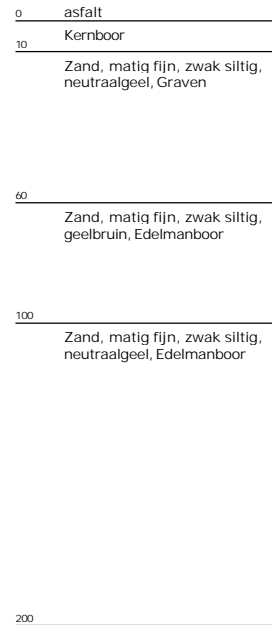 0 asfalt
Kernboor
10
Zand, matig fijn, zwak siltig,
neutraalgeel, Graven
60
Zand, matig fijn, zwak siltig,
geelbruin, Edelmanboor
100
Zand, matig fijn, zwak siltig,
neutraalgeel, Edelmanboor
200